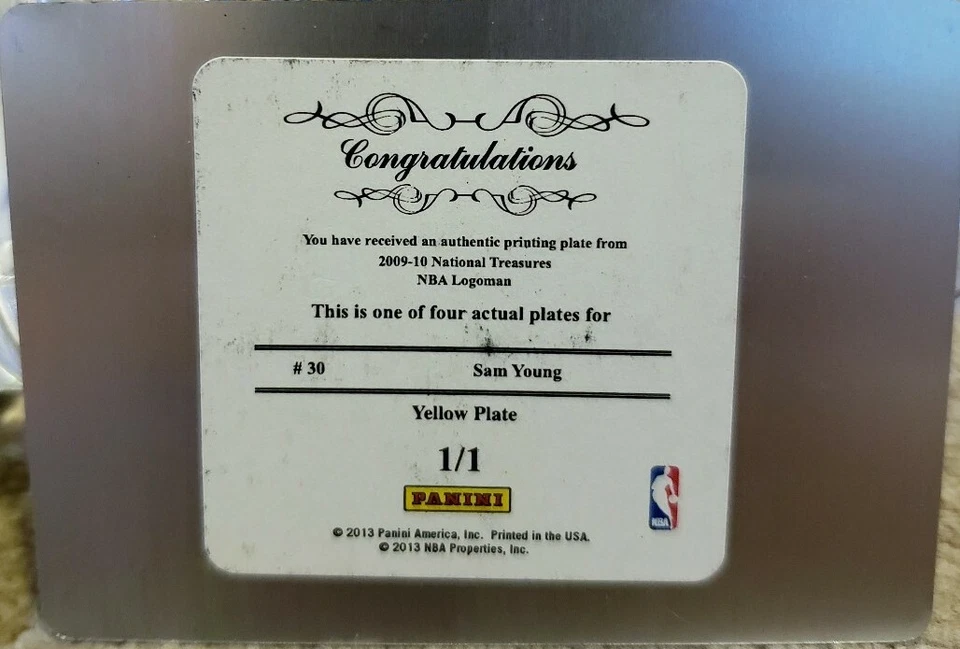 Congratulations
You have received an authentic printing plate from
2009-10 National Treasures
NBA Logoman
This is one of four actual plates for
# 30 Sam Young
Yellow Plate
1/1
PANINI
NBA
© 2013 Panini America, Inc. Printed in the USA.
© 2013 NBA Properties, Inc.